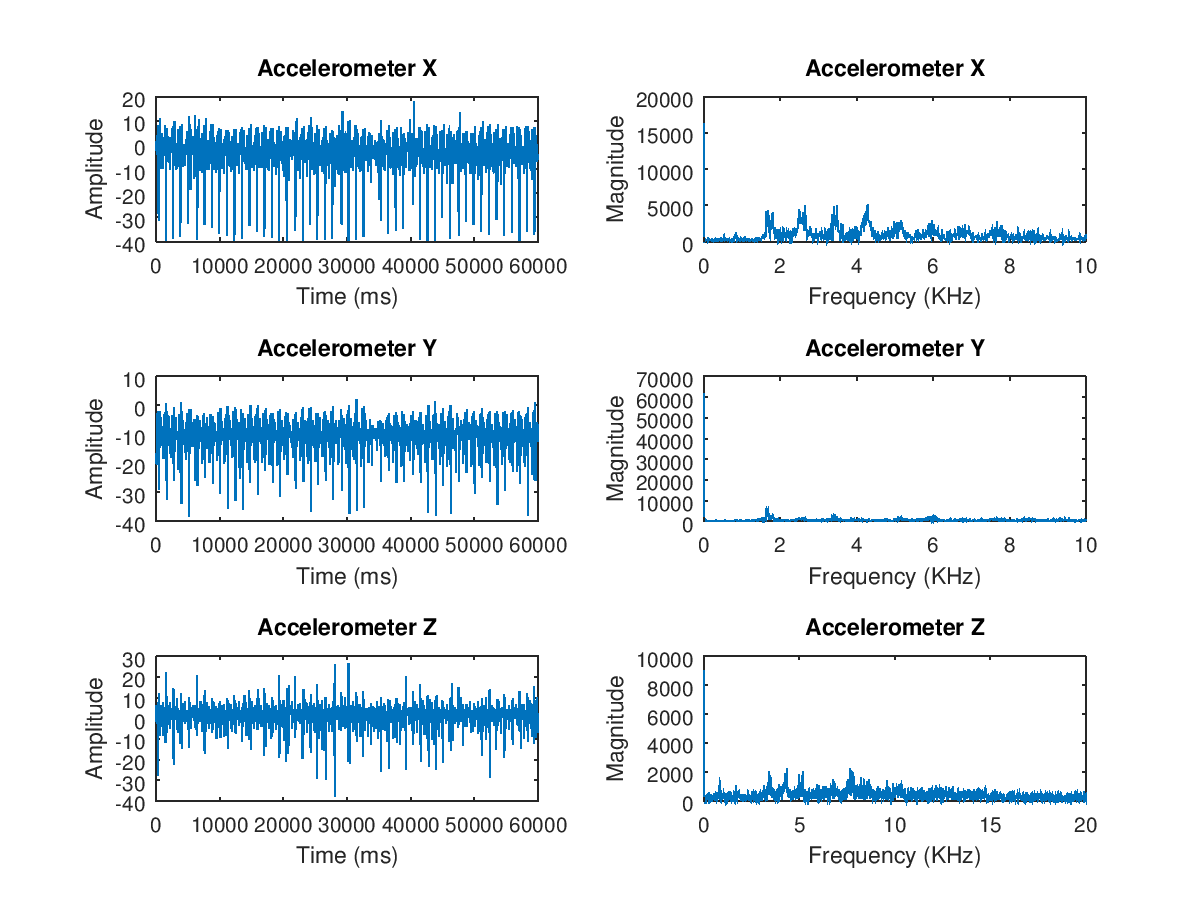 Accelerometer X
20
10
0
-10
-20
-30
-40
Amplitude
0 10000 20000 30000 40000 50000 60000
Time (ms)
Accelerometer X
20000
15000
10000
5000
0
Magnitude
0 2 4 6 8 10
Frequency (KHz)
Accelerometer Y
10
0
-10
-20
-30
-40
Amplitude
0 10000 20000 30000 40000 50000 60000
Time (ms)
Accelerometer Y
70000
60000
50000
40000
30000
20000
10000
0
Magnitude
0 2 4 6 8 10
Frequency (KHz)
Accelerometer Z
30
20
10
0
-10
-20
-30
-40
Amplitude
0 10000 20000 30000 40000 50000 60000
Time (ms)
Accelerometer Z
10000
8000
6000
4000
2000
0
Magnitude
0 5 10 15 20
Frequency (KHz)